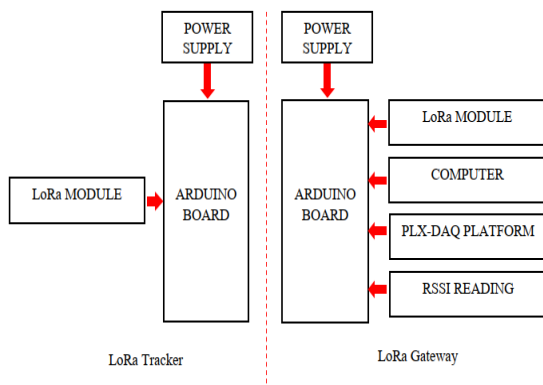 POWER
SUPPLY
LoRa MODULE
ARDUINO
BOARD
LoRa Tracker
POWER
SUPPLY
ARDUINO
BOARD
LoRa MODULE
COMPUTER
PLX-DAQ PLATFORM
RSSI READING
LoRa Gateway